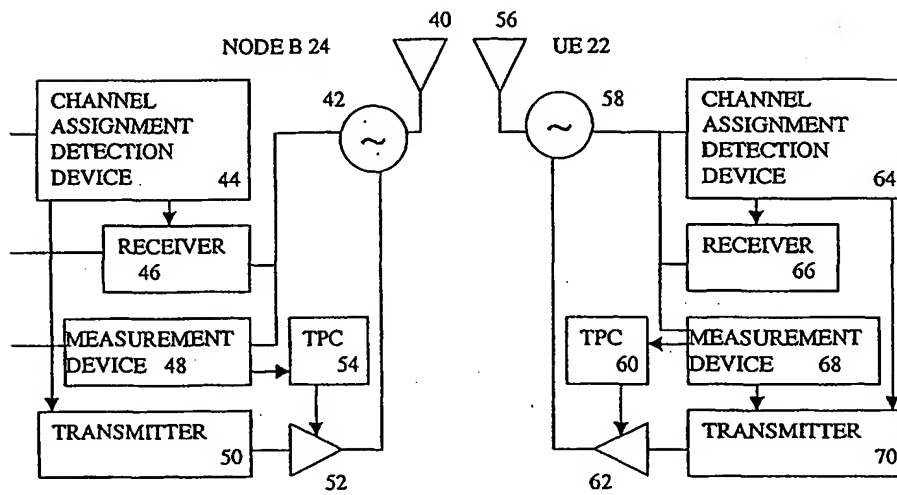 40
56
NODE B 24
UE 22
42
58
CHANNEL
ASSIGNMENT
DETECTION
DEVICE
44
CHANNEL
ASSIGNMENT
DETECTION
DEVICE
64
~
~
RECEIVER
46
RECEIVER
66
MEASUREMENT
DEVICE 48
TPC
54
TPC
60
MEASUREMENT
DEVICE 68
TRANSMITTER
50
52
62
TRANSMITTER
70